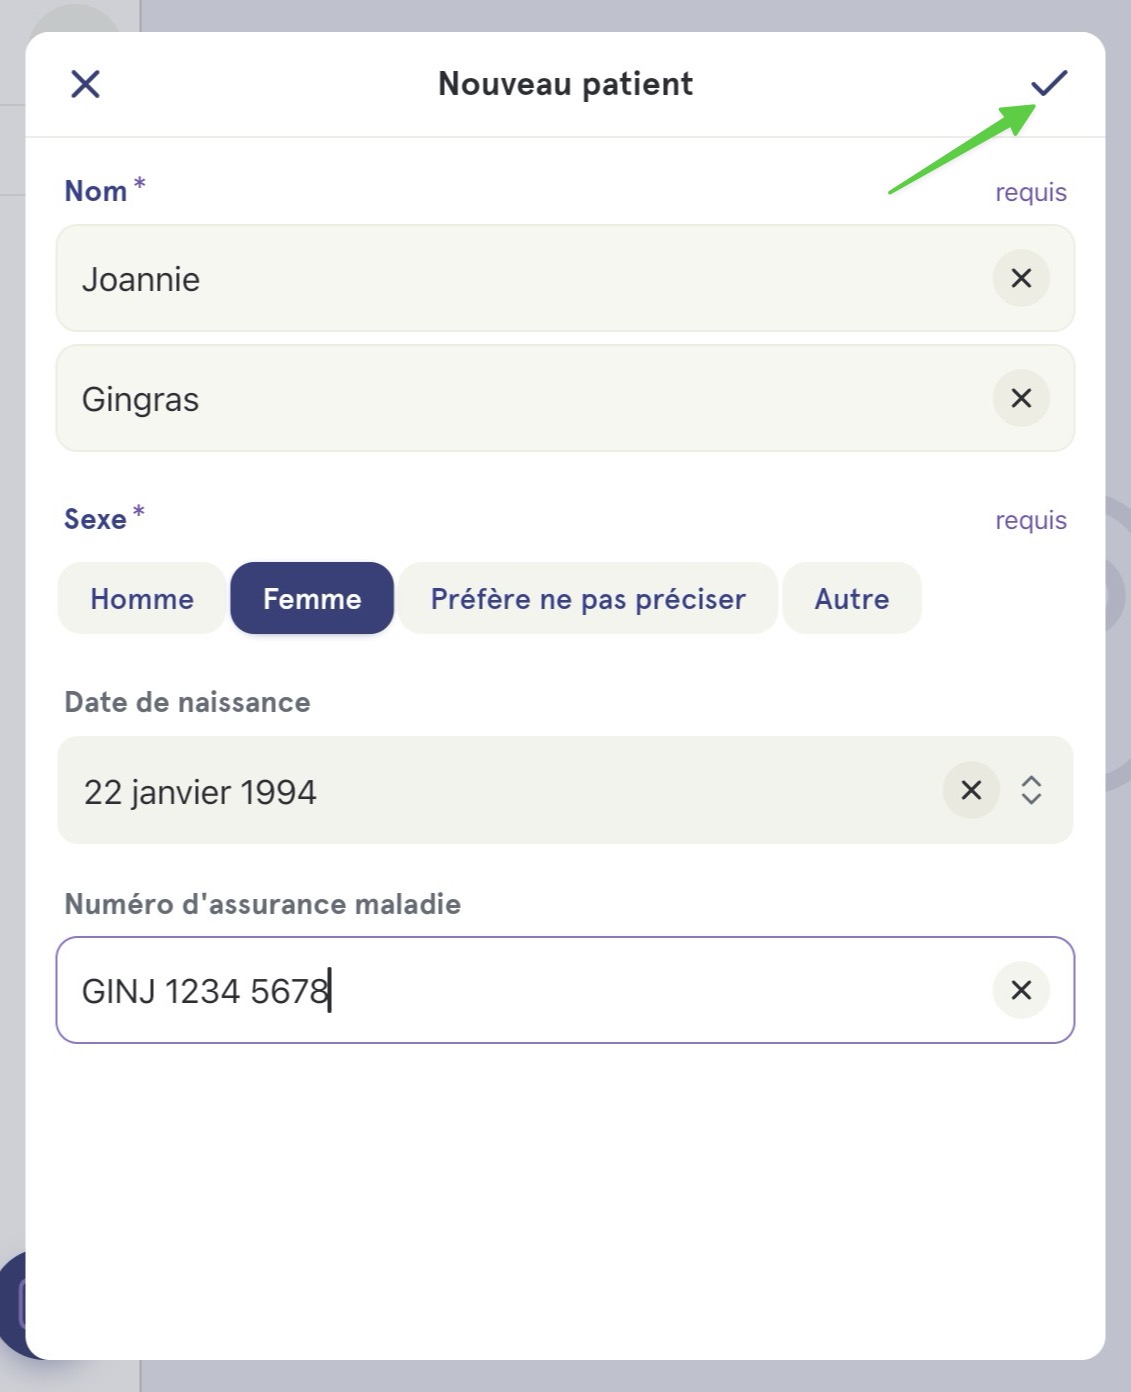 Nouveau patient
Nom * requis
Joannie
Gingras
Sexe * requis
Homme Femme Préfère ne pas préciser Autre
Date de naissance
22 janvier 1994
Numéro d'assurance maladie
GINJ 1234 5678